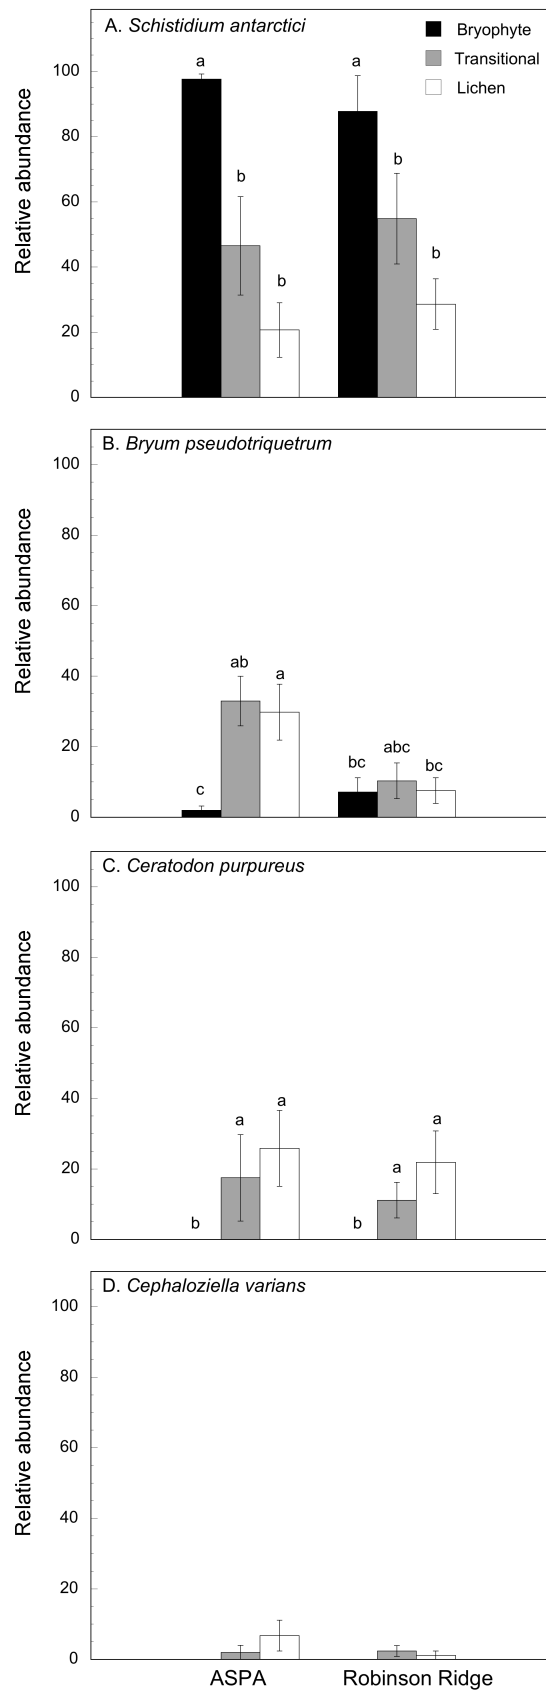 A. Schistidium antarctici
Bryophyte
Transitional
Lichen
100
80
60
40
20
0
Relative abundance
a
b
b
a
b
b
B. Bryum pseudotriquetrum
100
80
60
40
20
0
Relative abundance
c
ab
a
bc
abc
bc
C. Ceratodon purpureus
100
80
60
40
20
0
Relative abundance
b
a
a
b
a
a
D. Cephaloziella varians
100
80
60
40
20
0
Relative abundance
ASPA
Robinson Ridge